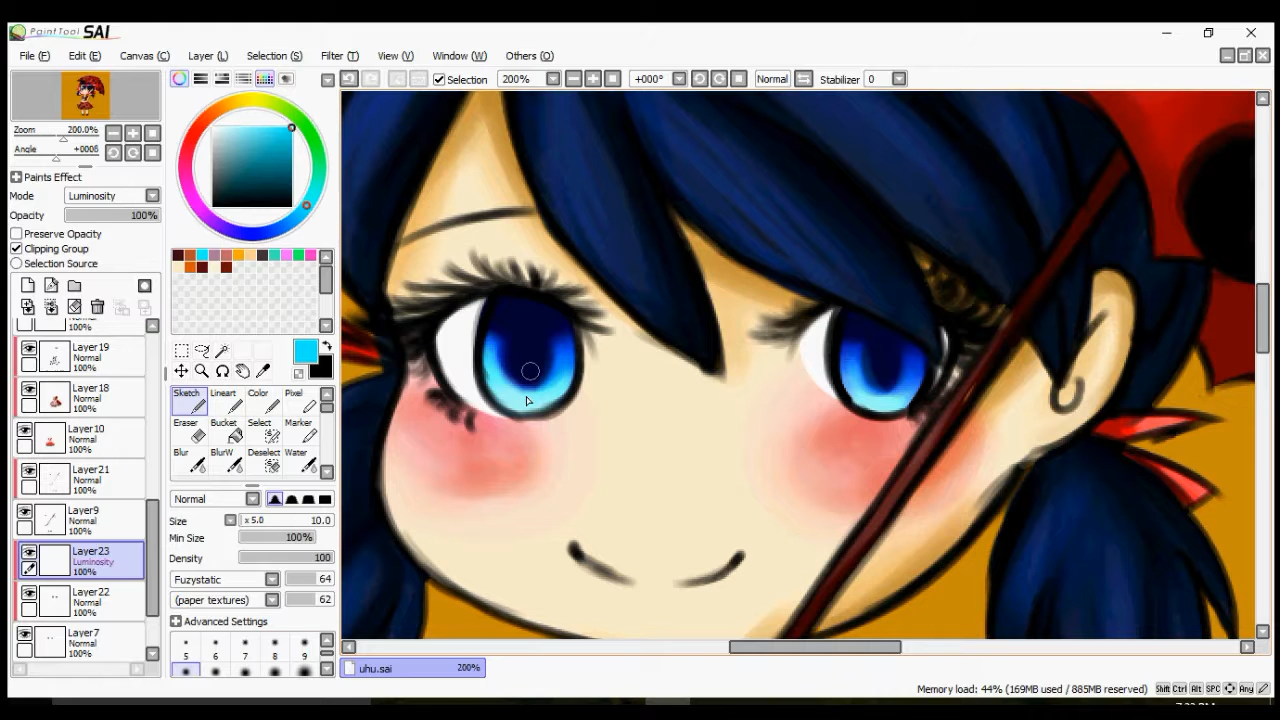 PaintTool SAI
File (F) Edit (E) Canvas (C) Layer (L) Selection (S) Filter (T) View (V) Window (W) Others (O)
Selection 200% +000° Normal Stabilizer 0
Zoom 200.0%
Angle +000δ
Paints Effect
Mode Luminosity
Opacity 100%
Preserve Opacity
Clipping Group
Selection Source
100%
Layer19
Normal
100%
Layer18
Normal
100%
Layer10
Normal
100%
Layer21
Normal
100%
Layer9
Normal
100%
Layer23
Luminosity
100%
Layer22
Normal
100%
Layer7
Normal
100%
Sketch Lineart Color Pixel
Eraser Bucket Select Marker
Blur BlurW Deselect Water
Normal
Size x 5.0 10.0
Min Size 100%
Density 100
Fuzystatic 64
(paper textures) 62
Advanced Settings
5 6 7 8 9
uhu.sai 200%
Memory load: 44% (169MB used / 885MB reserved) Shift Ctrl Alt SPC Any